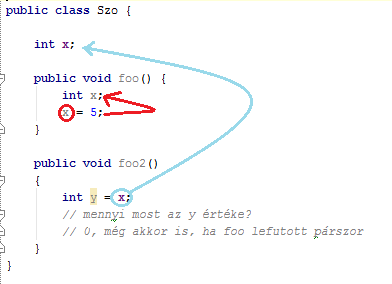 public class Szo {
int x;
public void foo() {
int x;
x = 5;
}
public void foo2()
{
int y = x;
// mennyi most az y értéke?
// 0, még akkor is, ha foo lefutott párszor
}
}